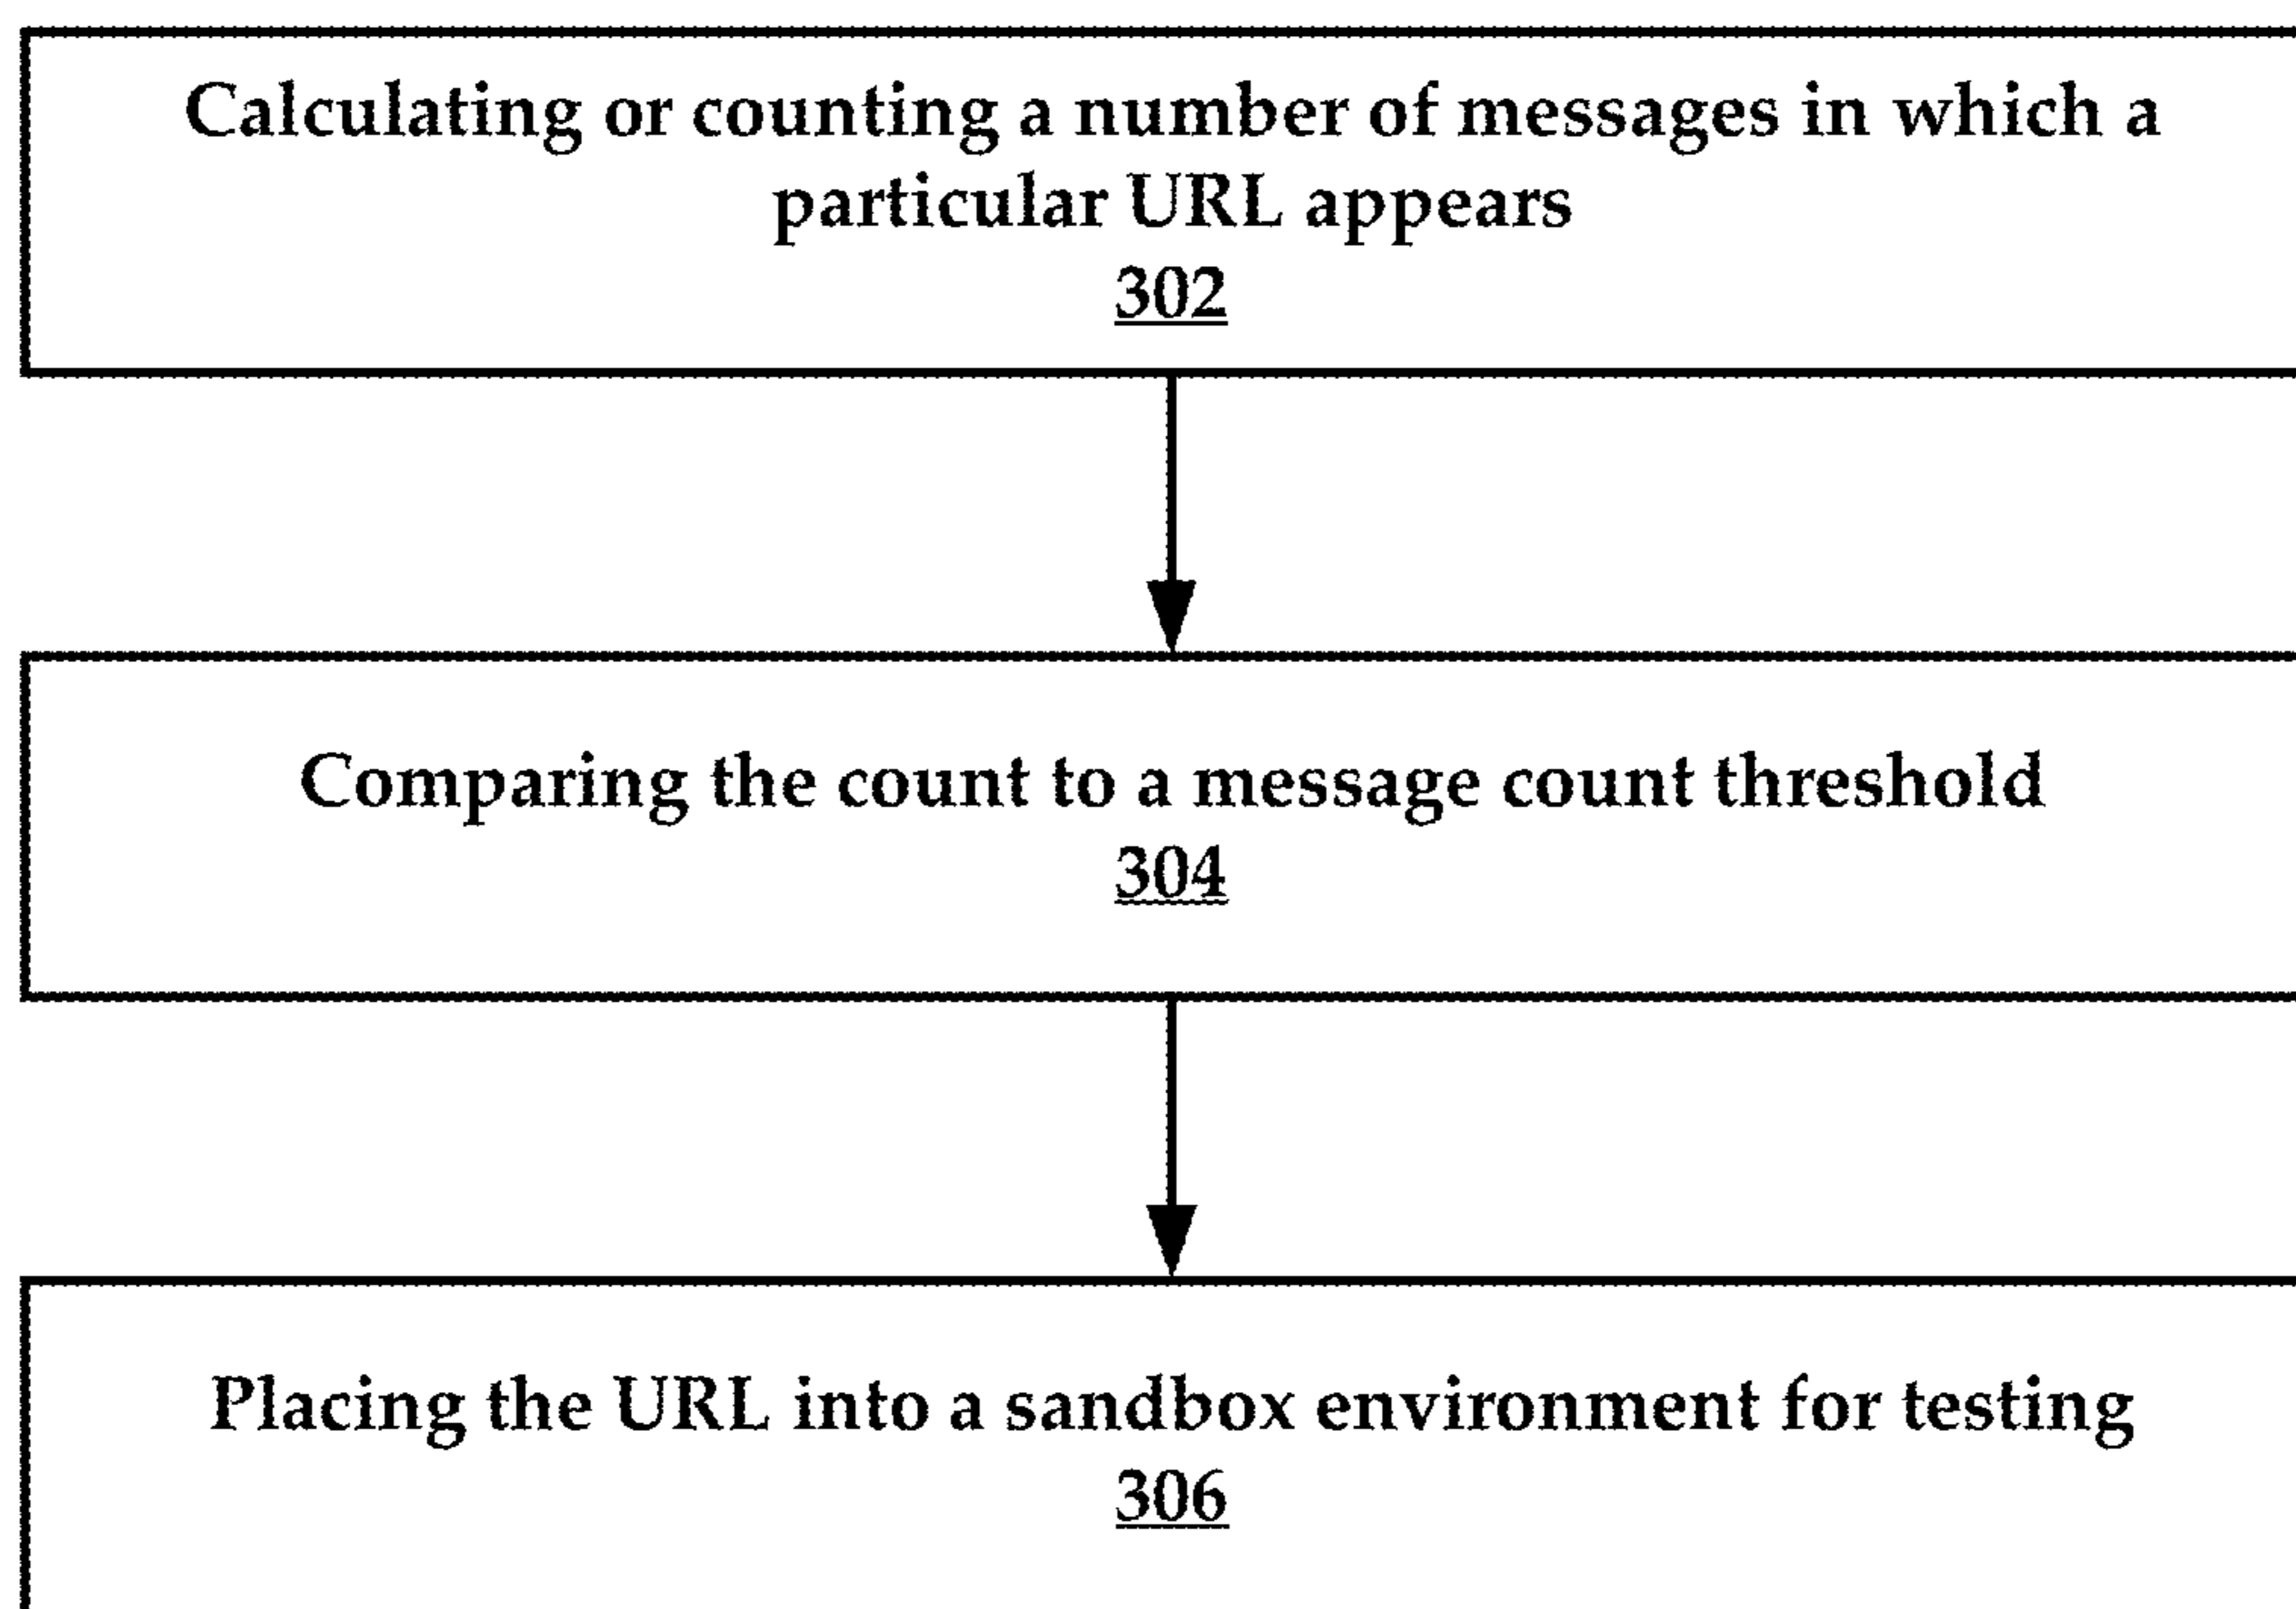 Calculating or counting a number of messages in which a
particular URL appears
302
Comparing the count to a message count threshold
304
Placing the URL into a sandbox environment for testing
306